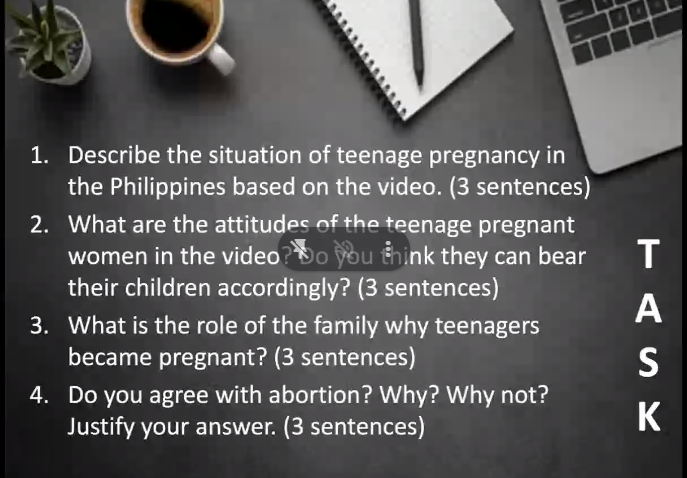 1. Describe the situation of teenage pregnancy in
the Philippines based on the video. (3 sentences)
2. What are the attitudes of the teenage pregnant
women in the video? Do you think they can bear
their children accordingly? (3 sentences)
3. What is the role of the family why teenagers
became pregnant? (3 sentences)
4. Do you agree with abortion? Why? Why not?
Justify your answer. (3 sentences)
T
A
S
K